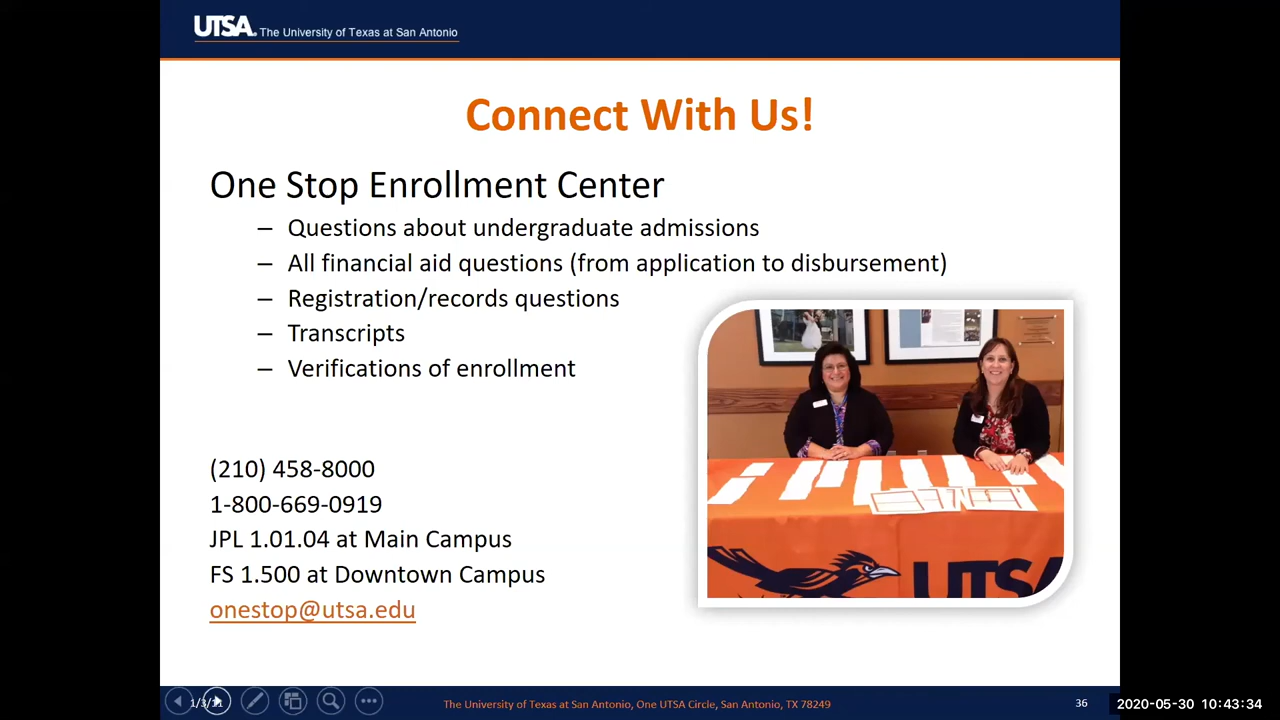 UTSA. The University of Texas at San Antonio
Connect With Us!
One Stop Enrollment Center
– Questions about undergraduate admissions
– All financial aid questions (from application to disbursement)
– Registration/records questions
– Transcripts
– Verifications of enrollment
(210) 458-8000
1-800-669-0919
JPL 1.01.04 at Main Campus
FS 1.500 at Downtown Campus
onestop@utsa.edu
UTSA
The University of Texas at San Antonio, One UTSA Circle, San Antonio, TX 78249
36
2020-05-30 10:43:34